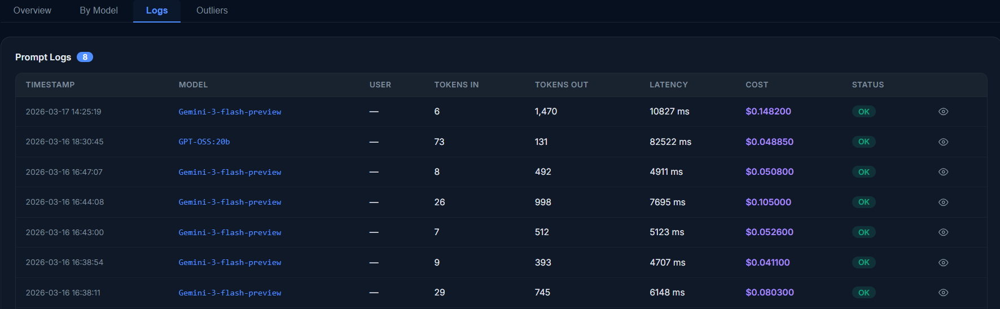 Overview By Model Logs Outliers
Prompt Logs 8
TIMESTAMP MODEL USER TOKENS IN TOKENS OUT LATENCY COST STATUS
2026-03-17 14:25:19 Gemini-3-flash-preview — 6 1,470 10827 ms $0.148200 OK
2026-03-16 18:30:45 GPT-OSS:20b — 73 131 82522 ms $0.048850 OK
2026-03-16 16:47:07 Gemini-3-flash-preview — 8 492 4911 ms $0.050800 OK
2026-03-16 16:44:08 Gemini-3-flash-preview — 26 998 7695 ms $0.105000 OK
2026-03-16 16:43:00 Gemini-3-flash-preview — 7 512 5123 ms $0.052600 OK
2026-03-16 16:38:54 Gemini-3-flash-preview — 9 393 4707 ms $0.041100 OK
2026-03-16 16:38:11 Gemini-3-flash-preview — 29 745 6148 ms $0.080300 OK